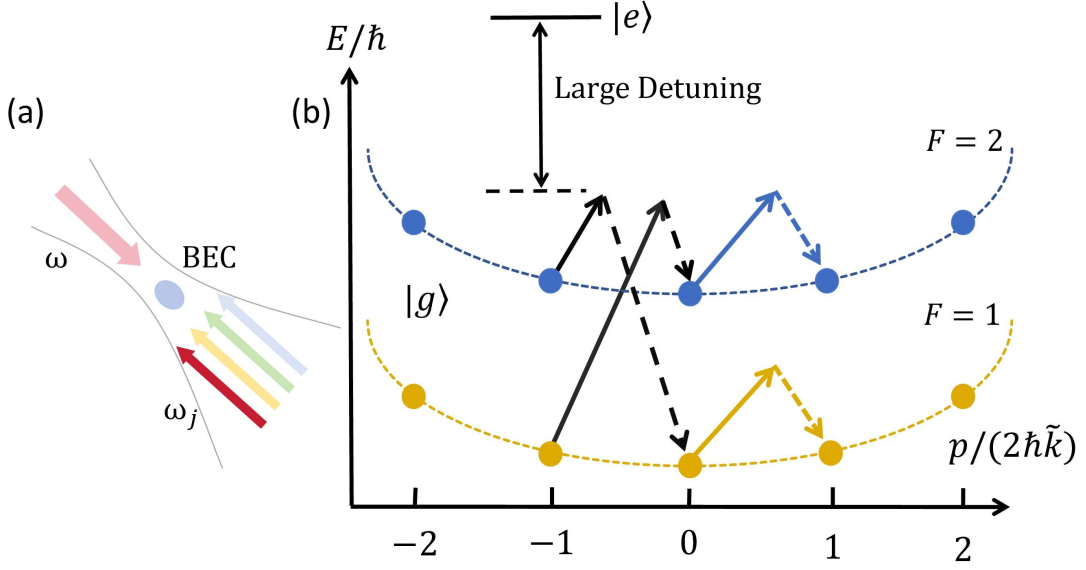 (a)
ω
BEC
ω_j
(b)
E/ħ
|e⟩
Large Detuning
F = 2
|g⟩
F = 1
p/(2ħk̃)
−2
−1
0
1
2